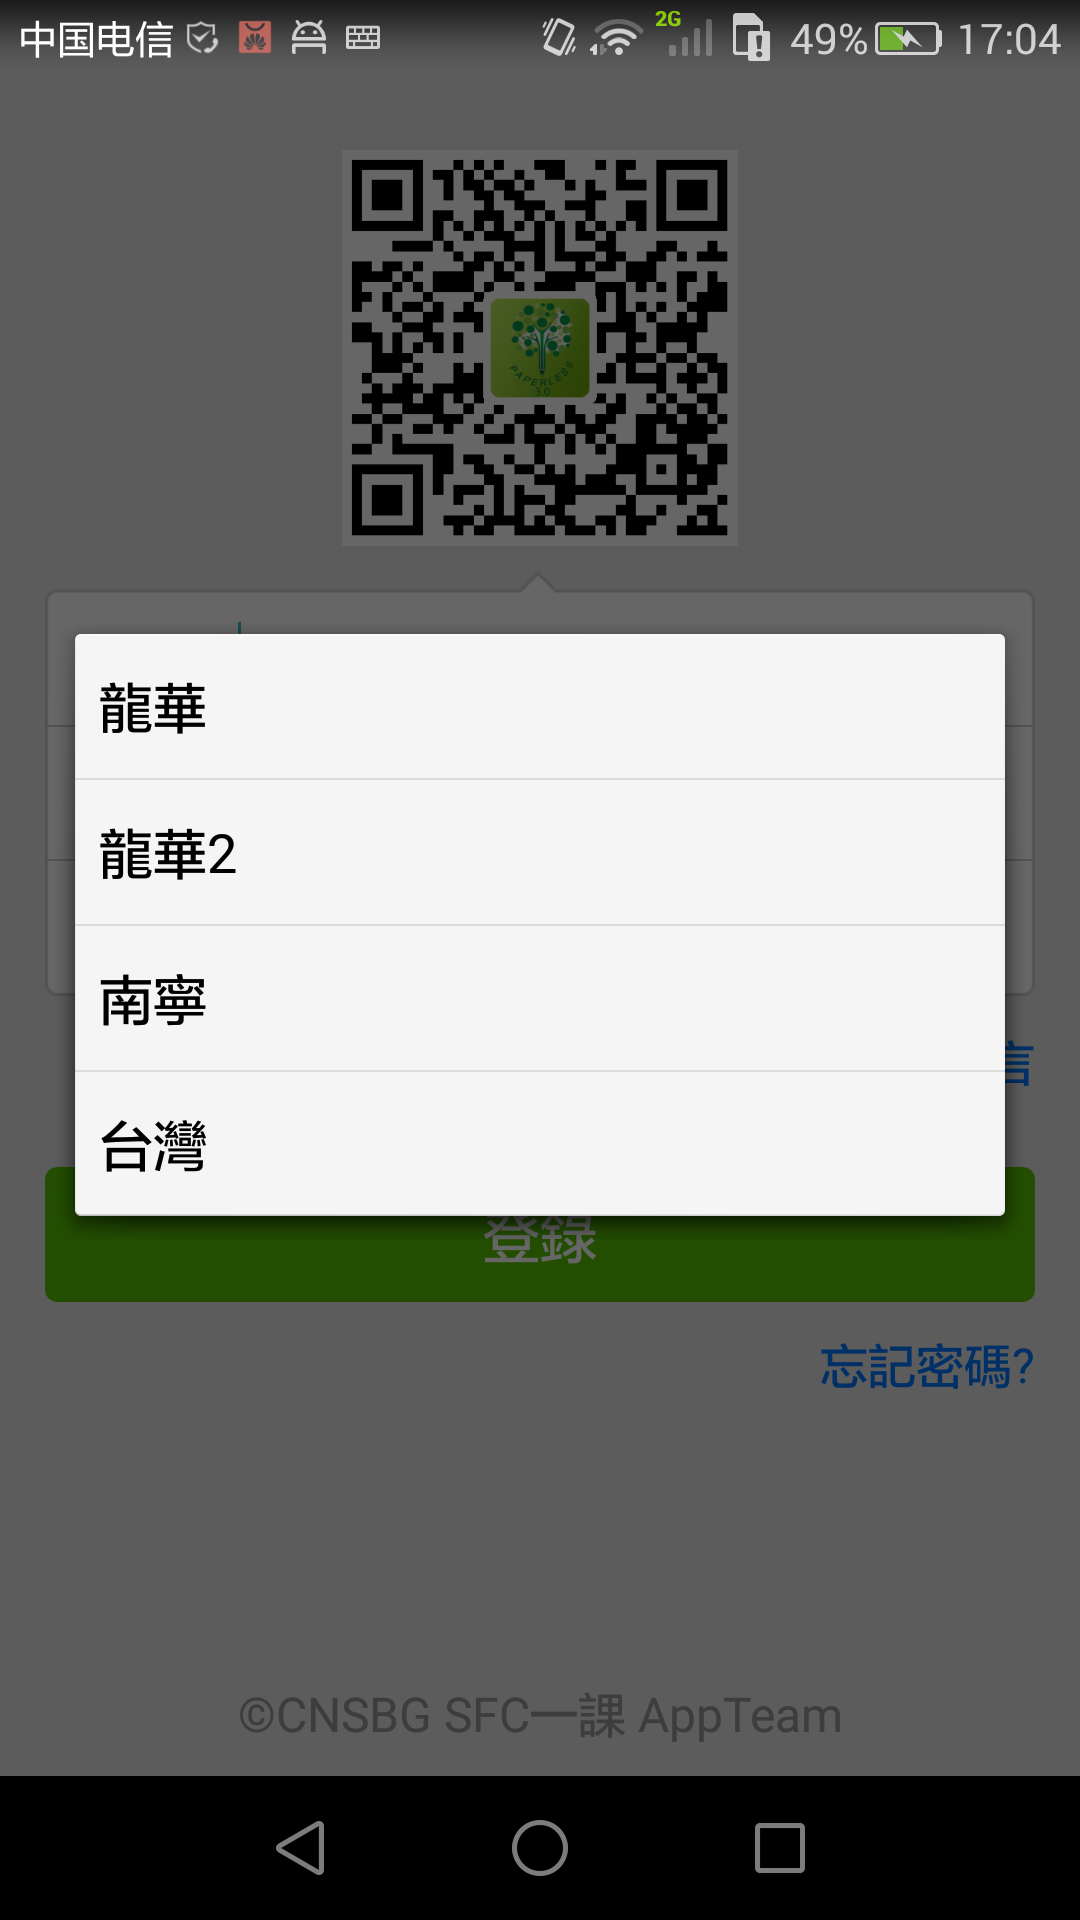 中国电信 2G 49% 17:04
PAPERLESS
3.0
龍華
龍華2
南寧
台灣
言
登錄
忘記密碼?
©CNSBG SFC一課 AppTeam